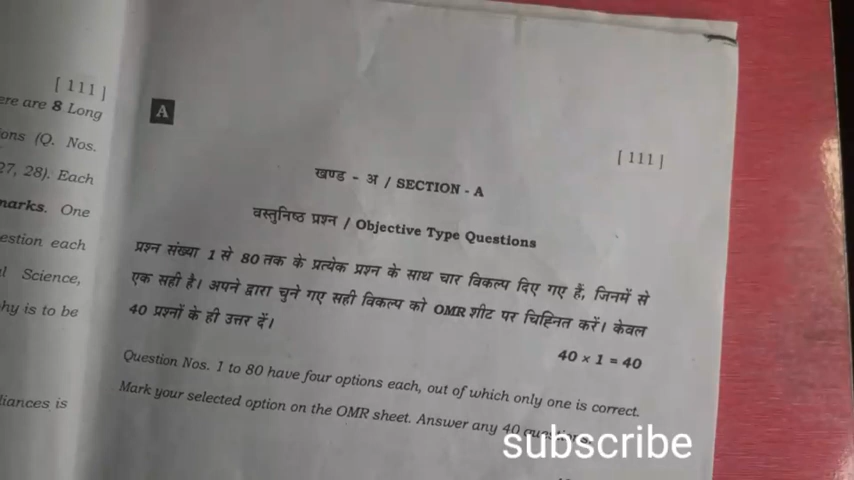 [ 111 ]
ere are 8 Long
ons (Q. Nos.
27, 28). Each
marks. One
estion each
l Science,
hy is to be
liances is
A
[ 111 ]
खण्ड - अ / SECTION - A
वस्तुनिष्ठ प्रश्न / Objective Type Questions
प्रश्न संख्या 1 से 80 तक के प्रत्येक प्रश्न के साथ चार विकल्प दिए गए हैं, जिनमें से
एक सही है। अपने द्वारा चुने गए सही विकल्प को OMR शीट पर चिह्नित करें। केवल
40 प्रश्नों के ही उत्तर दें।
40 × 1 = 40
Question Nos. 1 to 80 have four options each, out of which only one is correct.
Mark your selected option on the OMR sheet. Answer any 40 questions.
subscribe